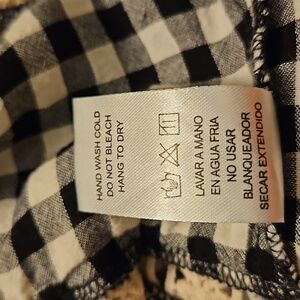 HAND WASH COLD
DO NOT BLEACH
HANG TO DRY
LAVAR A MANO
EN AGUA FRIA
NO USAR
BLANQUEADOR
SECAR EXTENDIDO